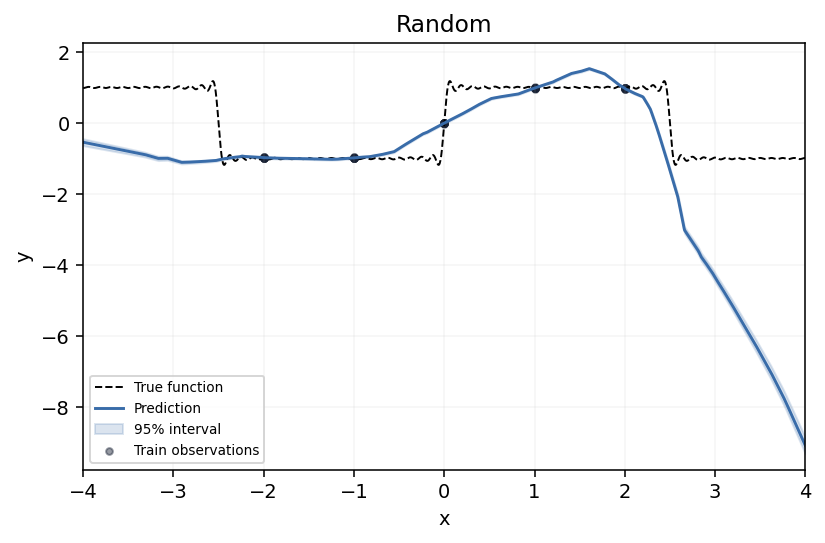 Random
2
0
−2
−4
−6
−8
y
True function
Prediction
95% interval
Train observations
−4 −3 −2 −1 0 1 2 3 4
x